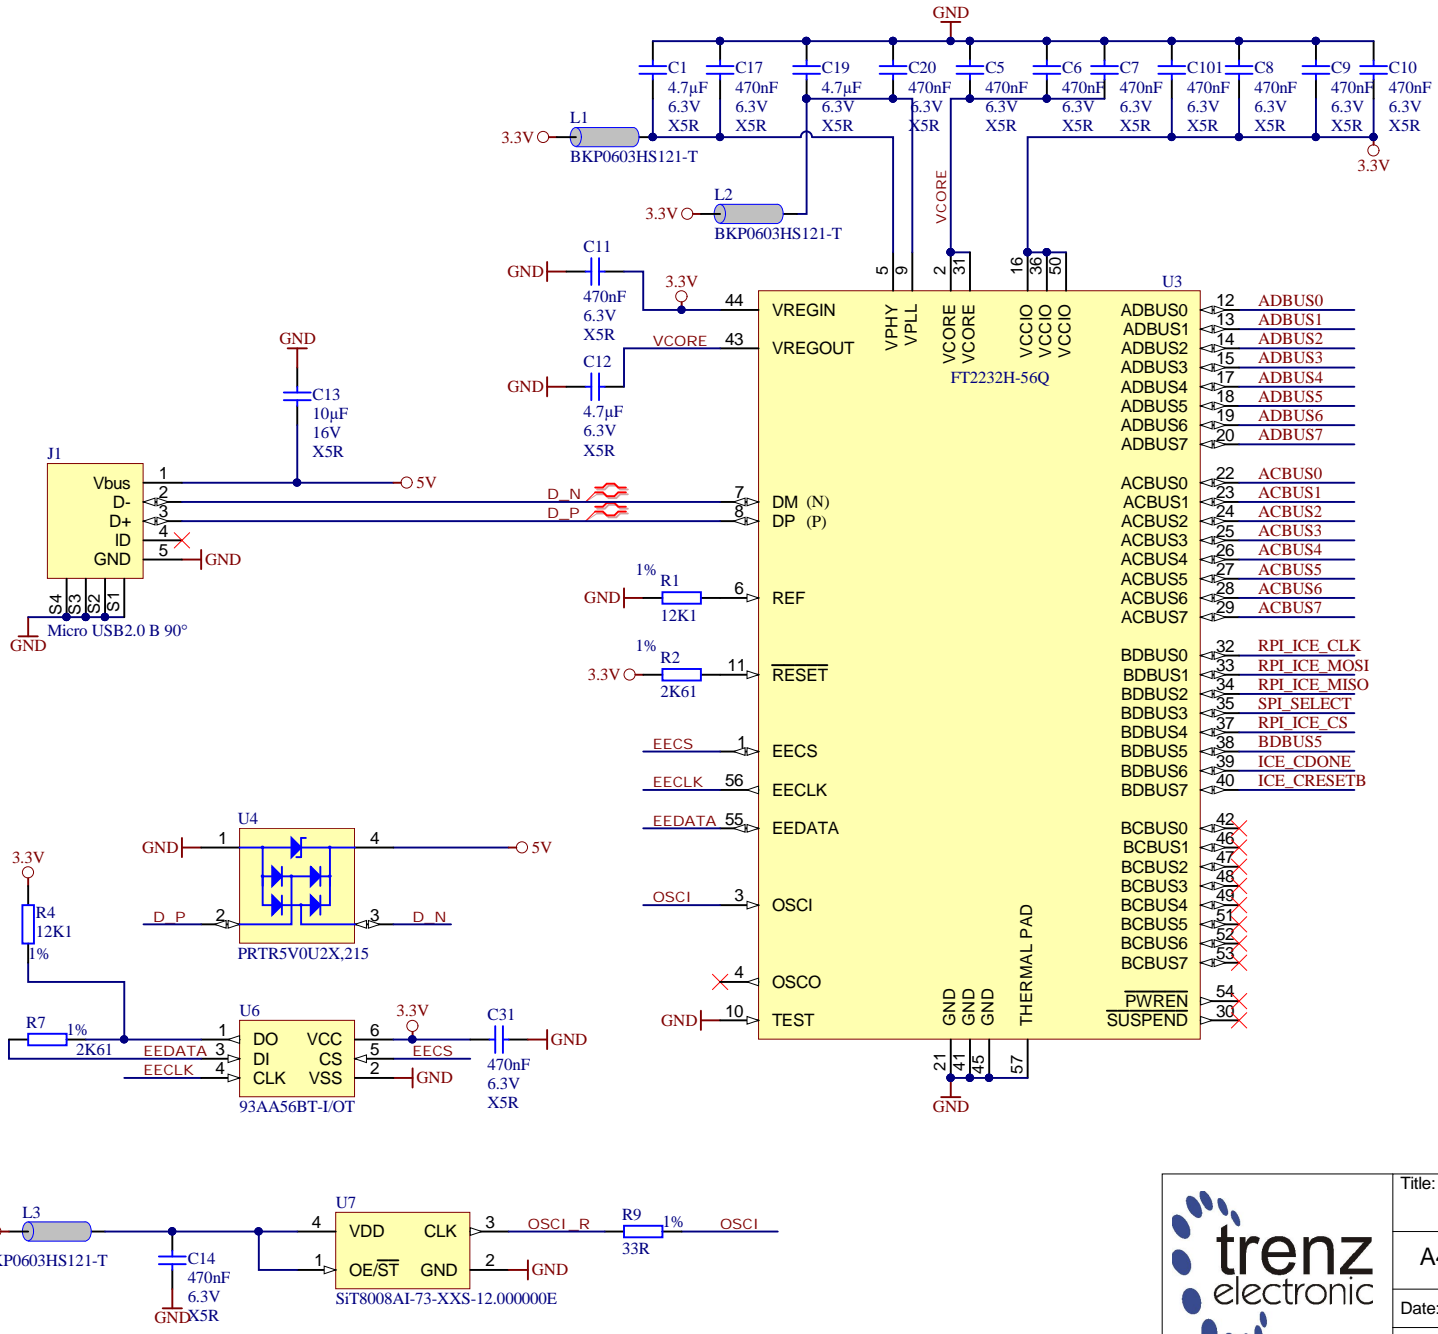 GND
C1
4.7µF
6.3V
X5R
C17
470nF
6.3V
X5R
C19
4.7µF
6.3V
X5R
C20
470nF
6.3V
X5R
C5
470nF
6.3V
X5R
C6
470nF
6.3V
X5R
C7
470nF
6.3V
X5R
C101
470nF
6.3V
X5R
C8
470nF
6.3V
X5R
C9
470nF
6.3V
X5R
C10
470nF
6.3V
X5R
3.3V
L1
BKP0603HS121-T
3.3V
3.3V
L2
BKP0603HS121-T
VCORE
GND
C11
470nF
6.3V
X5R
3.3V
VCORE
GND
C12
4.7µF
6.3V
X5R
U3
FT2232H-56Q
5 VPHY
9 VPLL
2 VCORE
31 VCORE
16 VCCIO
36 VCCIO
50 VCCIO
44 VREGIN
43 VREGOUT
7 DM (N)
8 DP (P)
6 REF
11 RESET
1 EECS
56 EECLK
55 EEDATA
3 OSCI
4 OSCO
10 TEST
ADBUS0 12 ADBUS0
ADBUS1 13 ADBUS1
ADBUS2 14 ADBUS2
ADBUS3 15 ADBUS3
ADBUS4 17 ADBUS4
ADBUS5 18 ADBUS5
ADBUS6 19 ADBUS6
ADBUS7 20 ADBUS7
ACBUS0 22 ACBUS0
ACBUS1 23 ACBUS1
ACBUS2 24 ACBUS2
ACBUS3 25 ACBUS3
ACBUS4 26 ACBUS4
ACBUS5 27 ACBUS5
ACBUS6 28 ACBUS6
ACBUS7 29 ACBUS7
BDBUS0 32 RPI_ICE_CLK
BDBUS1 33 RPI_ICE_MOSI
BDBUS2 34 RPI_ICE_MISO
BDBUS3 35 SPI_SELECT
BDBUS4 37 RPI_ICE_CS
BDBUS5 38 BDBUS5
BDBUS6 39 ICE_CDONE
BDBUS7 40 ICE_CRESETB
BCBUS0 42
BCBUS1 46
BCBUS2 47
BCBUS3 48
BCBUS4 49
BCBUS5 51
BCBUS6 52
BCBUS7 53
PWREN 54
SUSPEND 30
GND 21
GND 41
GND 45
THERMAL PAD 57
GND
GND
C13
10µF
16V
X5R
5V
J1
Vbus 1
D- 2
D+ 3
ID 4
GND 5
GND
S4 S3 S2 S1
Micro USB2.0 B 90°
GND
D_N
D_P
1%
R1
GND
12K1
1%
R2
3.3V
2K61
EECS
EECLK
EEDATA
OSCI
GND
U4
GND 1
4 5V
D_P 2
3 D_N
PRTR5V0U2X,215
3.3V
R4
12K1
1%
R7
1%
2K61
EEDATA
EECLK
U6
1 DO VCC 6
3 DI CS 5
4 CLK VSS 2
93AA56BT-I/OT
3.3V
EECS
GND
C31
470nF
6.3V
X5R
GND
L3
KP0603HS121-T
C14
470nF
6.3V
X5R
GND
U7
4 VDD CLK 3
1 OE/ST GND 2
SiT8008AI-73-XXS-12.000000E
OSCI_R
GND
R9
1%
33R
OSCI
trenz
electronic
Title:
A4
Date: